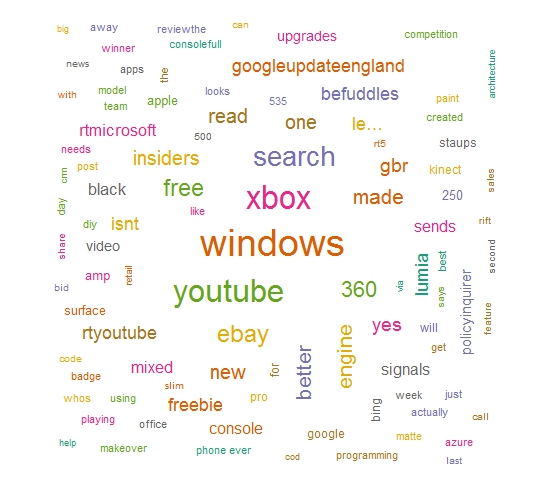 big
away
reviewthe
can
winner
consolefull
upgrades
competition
news
apps
the
googleupdateengland
architecture
with
model
team
apple
looks
535
befuddles
paint
created
rtmicrosoft
read
one
le...
500
rt5
staups
needs
post
insiders
search
gbr
kinect
crm
black
free
xbox
made
250
sales
day
diy
isnt
like
sends
rift
share
video
windows
second
amp
retail
lumia
best
via
bid
youtube
360
says
policyinquirer
surface
feature
rtyoutube
ebay
yes
will
engine
get
code
badge
mixed
new
for
better
signals
slim
whos
using
freebie
pro
bing
week
just
playing
office
console
google
actually
call
matte
help
makeover
phone ever
cod
programming
azure
last